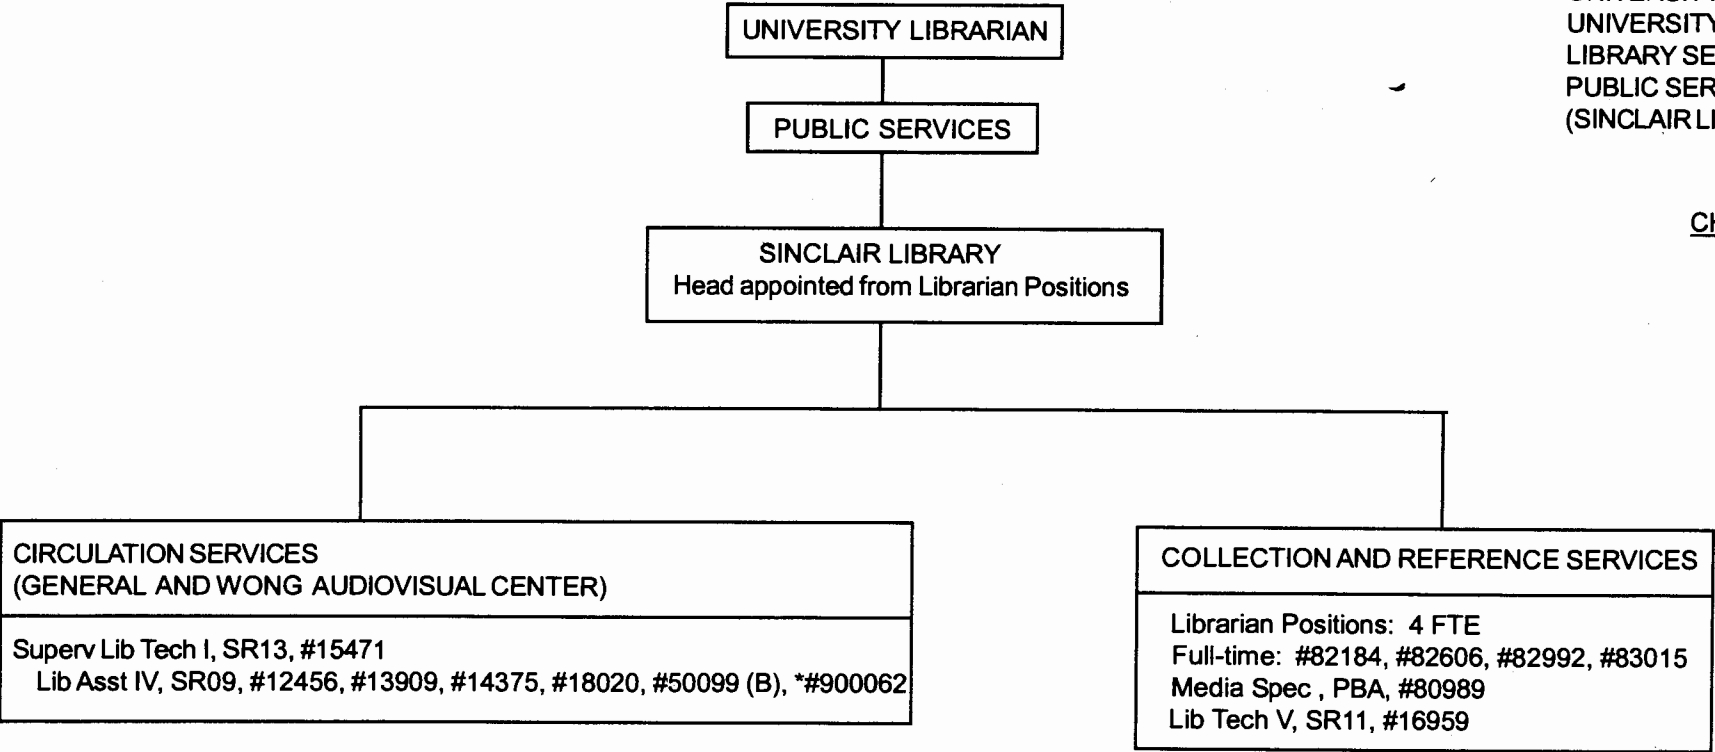 UNIVERSITY LIBRARIAN
UNIVERSITY
LIBRARY SE
PUBLIC SER
(SINCLAIR LI
PUBLIC SERVICES
SINCLAIR LIBRARY
Head appointed from Librarian Positions
CIRCULATION SERVICES
(GENERAL AND WONG AUDIOVISUAL CENTER)
Superv Lib Tech I, SR13, #15471
Lib Asst IV, SR09, #12456, #13909, #14375, #18020, #50099 (B), *#900062
COLLECTION AND REFERENCE SERVICES
Librarian Positions: 4 FTE
Full-time: #82184, #82606, #82992, #83015
Media Spec , PBA, #80989
Lib Tech V, SR11, #16959